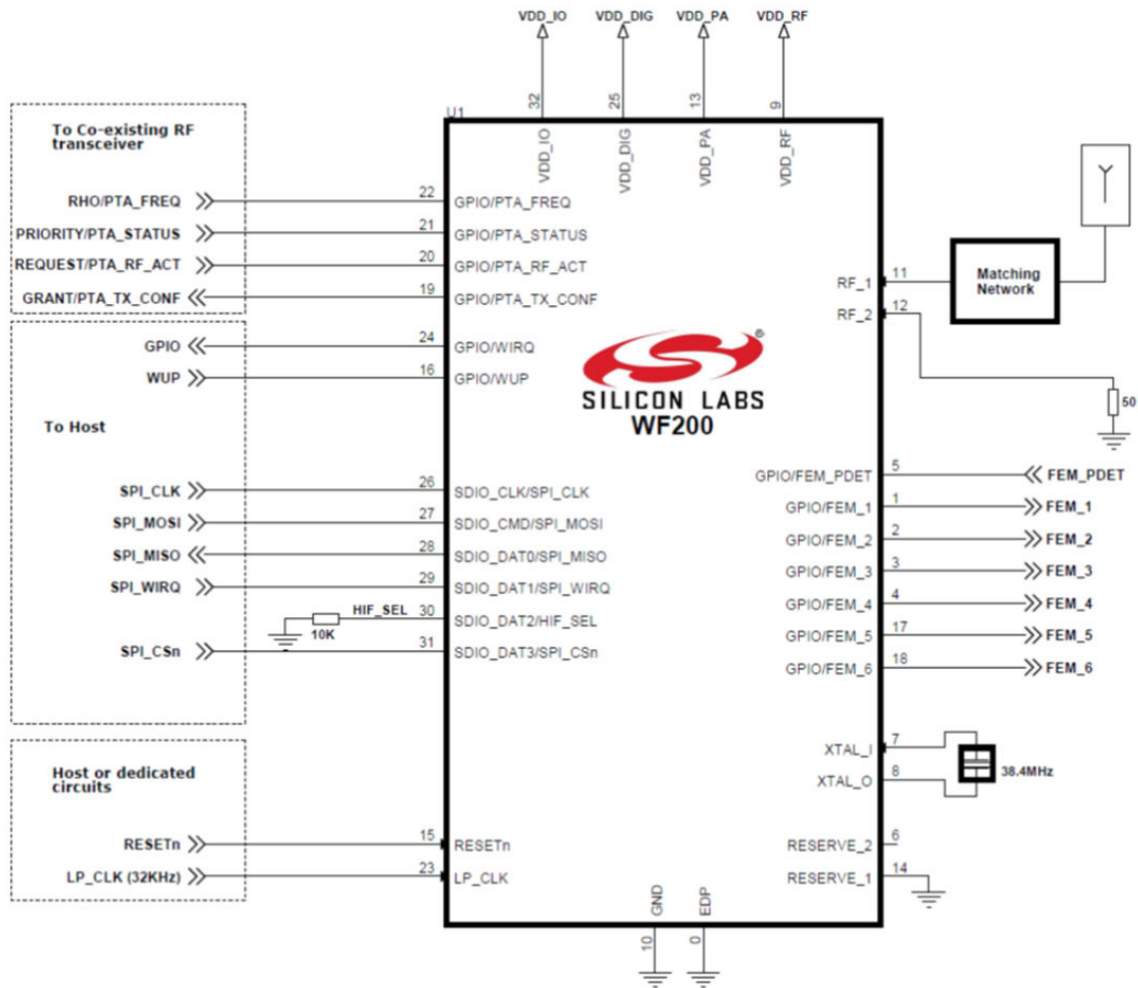 VDD_IO VDD_DIG VDD_PA VDD_RF
32 25 13 9
U1
VDD_IO VDD_DIG VDD_PA VDD_RF
To Co-existing RF
transceiver
RHO/PTA_FREQ 22 GPIO/PTA_FREQ
PRIORITY/PTA_STATUS 21 GPIO/PTA_STATUS
REQUEST/PTA_RF_ACT 20 GPIO/PTA_RF_ACT
GRANT/PTA_TX_CONF 19 GPIO/PTA_TX_CONF
RF_1 11
Matching
Network
RF_2 12
50
GPIO 24 GPIO/WIRQ
WUP 16 GPIO/WUP
To Host
®
SILICON LABS
WF200
SPI_CLK 26 SDIO_CLK/SPI_CLK
SPI_MOSI 27 SDIO_CMD/SPI_MOSI
SPI_MISO 28 SDIO_DAT0/SPI_MISO
SPI_WIRQ 29 SDIO_DAT1/SPI_WIRQ
10K HIF_SEL 30 SDIO_DAT2/HIF_SEL
SPI_CSn 31 SDIO_DAT3/SPI_CSn
GPIO/FEM_PDET 5 FEM_PDET
GPIO/FEM_1 1 FEM_1
GPIO/FEM_2 2 FEM_2
GPIO/FEM_3 3 FEM_3
GPIO/FEM_4 4 FEM_4
GPIO/FEM_5 17 FEM_5
GPIO/FEM_6 18 FEM_6
XTAL_I 7
XTAL_O 8
38.4MHz
Host or dedicated
circuits
RESETn 15 RESETn
LP_CLK (32KHz) 23 LP_CLK
RESERVE_2 6
RESERVE_1 14
GND EDP
10 0